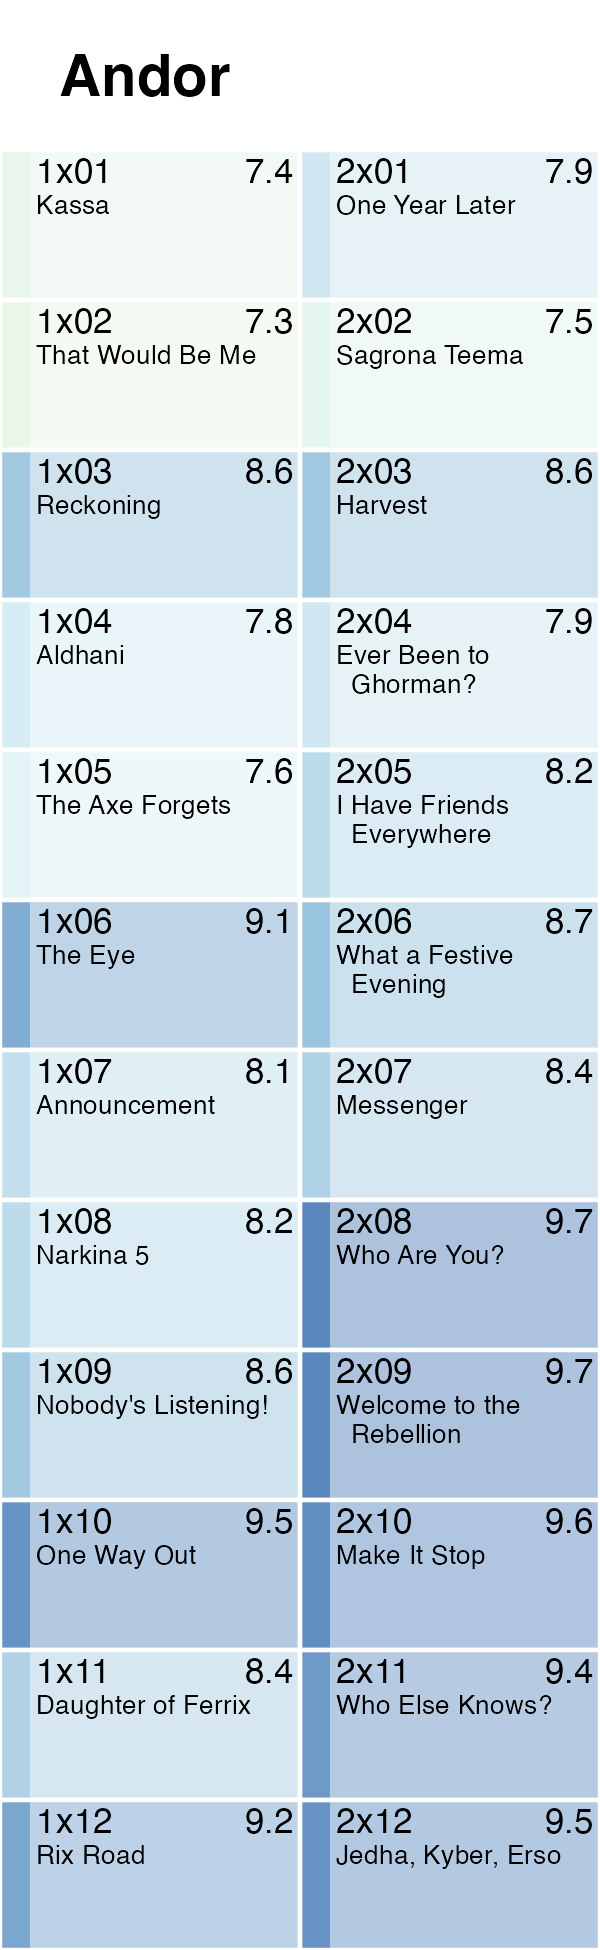 Andor
1x01 7.4
Kassa
2x01 7.9
One Year Later
1x02 7.3
That Would Be Me
2x02 7.5
Sagrona Teema
1x03 8.6
Reckoning
2x03 8.6
Harvest
1x04 7.8
Aldhani
2x04 7.9
Ever Been to
Ghorman?
1x05 7.6
The Axe Forgets
2x05 8.2
I Have Friends
Everywhere
1x06 9.1
The Eye
2x06 8.7
What a Festive
Evening
1x07 8.1
Announcement
2x07 8.4
Messenger
1x08 8.2
Narkina 5
2x08 9.7
Who Are You?
1x09 8.6
Nobody's Listening!
2x09 9.7
Welcome to the
Rebellion
1x10 9.5
One Way Out
2x10 9.6
Make It Stop
1x11 8.4
Daughter of Ferrix
2x11 9.4
Who Else Knows?
1x12 9.2
Rix Road
2x12 9.5
Jedha, Kyber, Erso